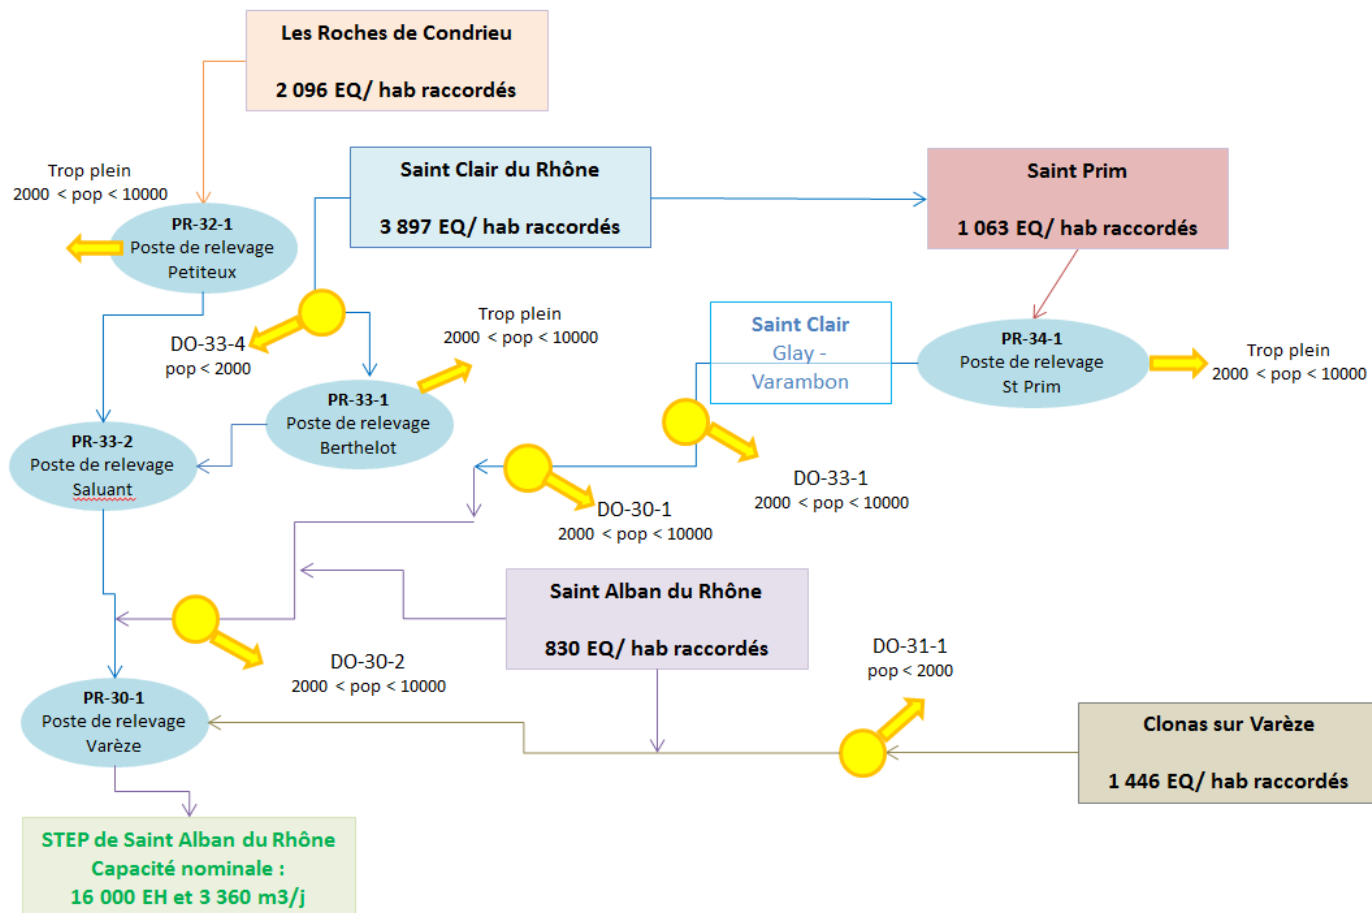 Les Roches de Condrieu
2 096 EQ/ hab raccordés
Trop plein
2000 < pop < 10000
Saint Clair du Rhône
3 897 EQ/ hab raccordés
Saint Prim
1 063 EQ/ hab raccordés
PR-32-1
Poste de relevage
Petiteux
DO-33-4
pop < 2000
Trop plein
2000 < pop < 10000
Saint Clair
Glay -
Varambon
PR-34-1
Poste de relevage
St Prim
Trop plein
2000 < pop < 10000
PR-33-1
Poste de relevage
Berthelot
PR-33-2
Poste de relevage
Saluant
DO-33-1
2000 < pop < 10000
DO-30-1
2000 < pop < 10000
Saint Alban du Rhône
830 EQ/ hab raccordés
DO-30-2
2000 < pop < 10000
DO-31-1
pop < 2000
PR-30-1
Poste de relevage
Varèze
Clonas sur Varèze
1 446 EQ/ hab raccordés
STEP de Saint Alban du Rhône
Capacité nominale :
16 000 EH et 3 360 m3/j